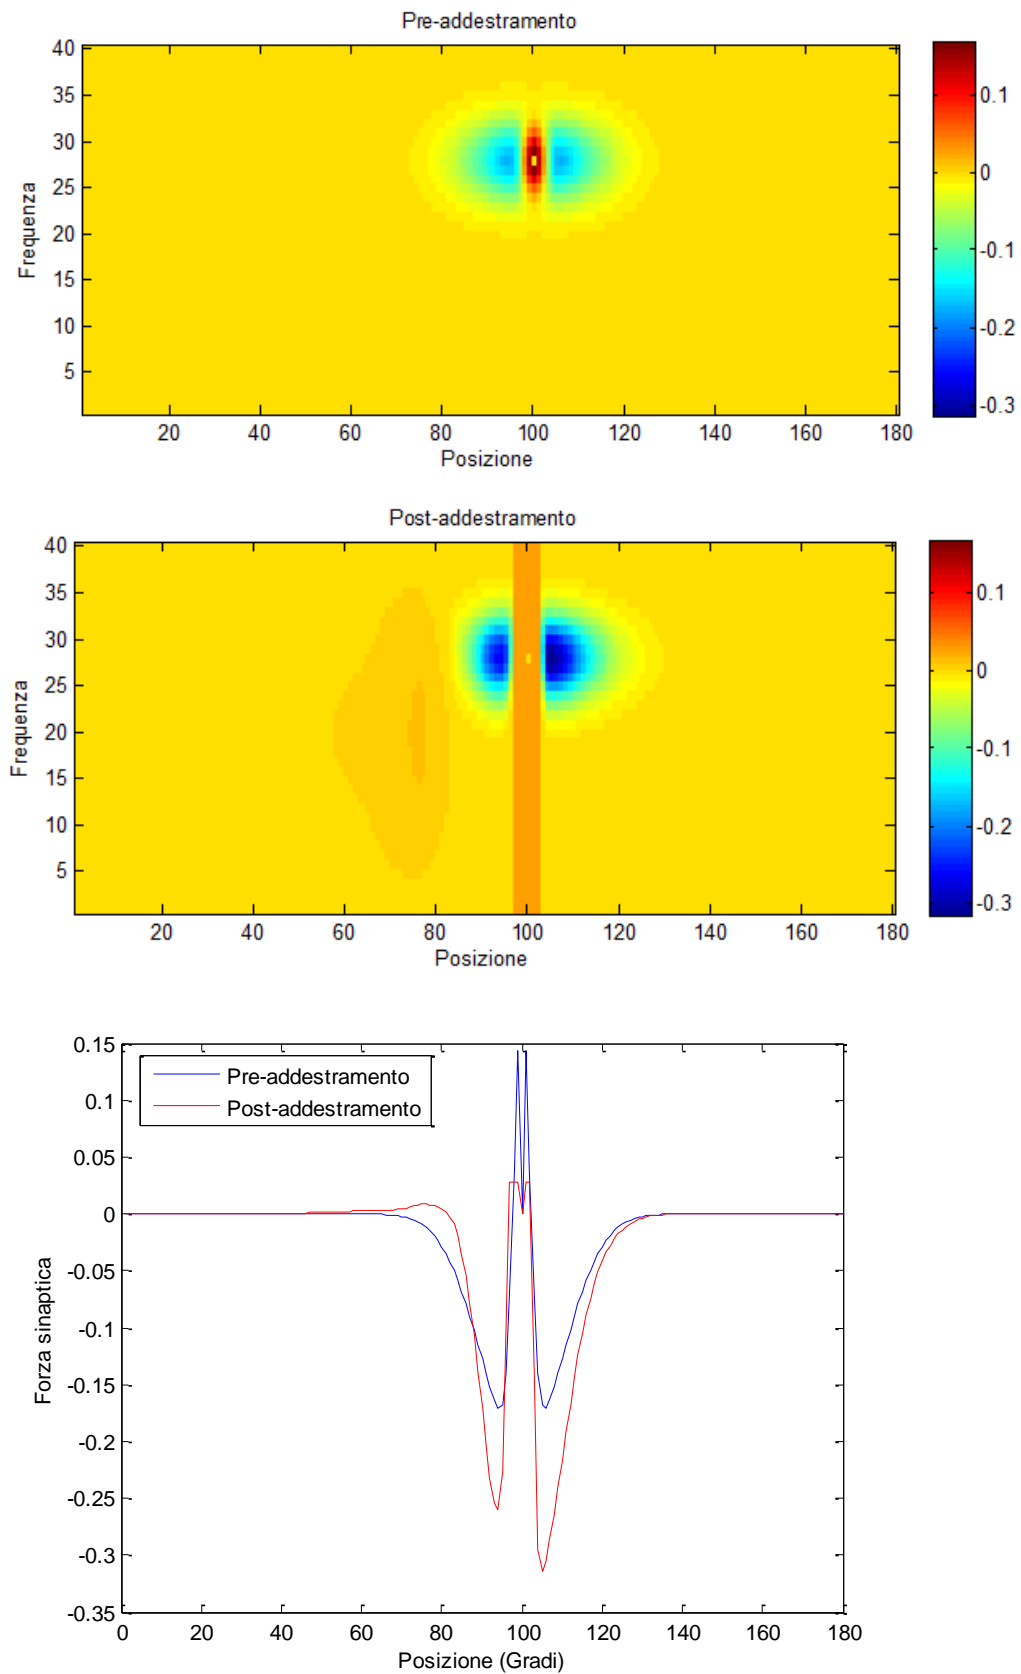 Pre-addestramento
40
35
30
25
20
15
10
5
Frequenza
20 40 60 80 100 120 140 160 180
Posizione
0.1
0
-0.1
-0.2
-0.3
Post-addestramento
40
35
30
25
20
15
10
5
Frequenza
20 40 60 80 100 120 140 160 180
Posizione
0.1
0
-0.1
-0.2
-0.3
0.15
0.1
0.05
0
-0.05
-0.1
-0.15
-0.2
-0.25
-0.3
-0.35
Forza sinaptica
Pre-addestramento
Post-addestramento
0 20 40 60 80 100 120 140 160 180
Posizione (Gradi)